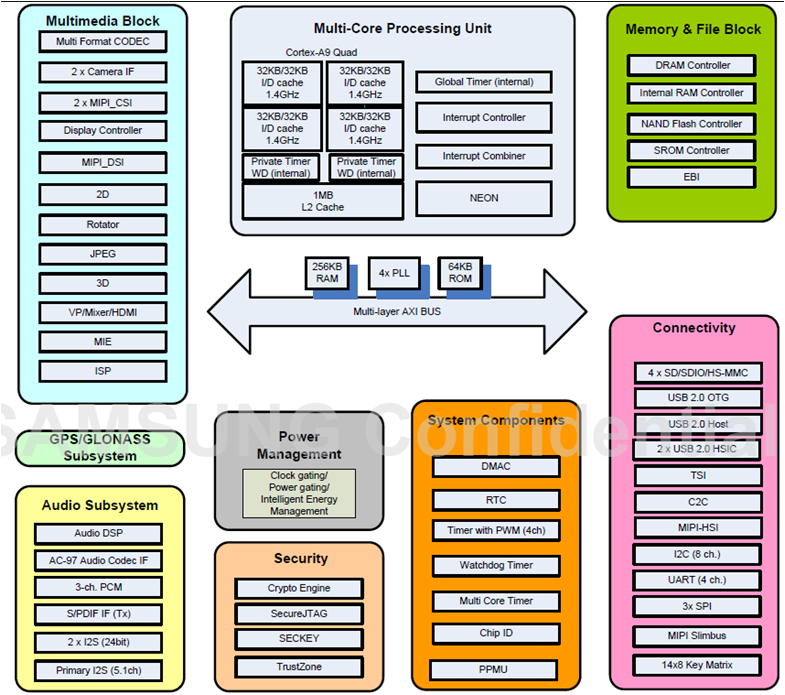 Multimedia Block
Multi Format CODEC
2 x Camera IF
2 x MIPI_CSI
Display Controller
MIPI_DSI
2D
Rotator
JPEG
3D
VP/Mixer/HDMI
MIE
ISP
Multi-Core Processing Unit
Cortex-A9 Quad
32KB/32KB
I/D cache
1.4GHz
32KB/32KB
I/D cache
1.4GHz
32KB/32KB
I/D cache
1.4GHz
32KB/32KB
I/D cache
1.4GHz
Private Timer
WD (internal)
Private Timer
WD (internal)
1MB
L2 Cache
Global Timer (internal)
Interrupt Controller
Interrupt Combiner
NEON
Memory & File Block
DRAM Controller
Internal RAM Controller
NAND Flash Controller
SROM Controller
EBI
256KB
RAM
4x PLL
64KB
ROM
Multi-layer AXI BUS
SAMSUNG Confidential
GPS/GLONASS
Subsystem
Audio Subsystem
Audio DSP
AC-97 Audio Codec IF
3-ch. PCM
S/PDIF IF (Tx)
2 x I2S (24bit)
Primary I2S (5.1ch)
Power
Management
Clock gating/
Power gating/
Intelligent Energy
Management
Security
Crypto Engine
SecureJTAG
SECKEY
TrustZone
System Components
DMAC
RTC
Timer with PWM (4ch)
Watchdog Timer
Multi Core Timer
Chip ID
PPMU
Connectivity
4 x SD/SDIO/HS-MMC
USB 2.0 OTG
USB 2.0 Host
2 x USB 2.0 HSIC
TSI
C2C
MIPI-HSI
I2C (8 ch.)
UART (4 ch.)
3x SPI
MIPI Slimbus
14x8 Key Matrix